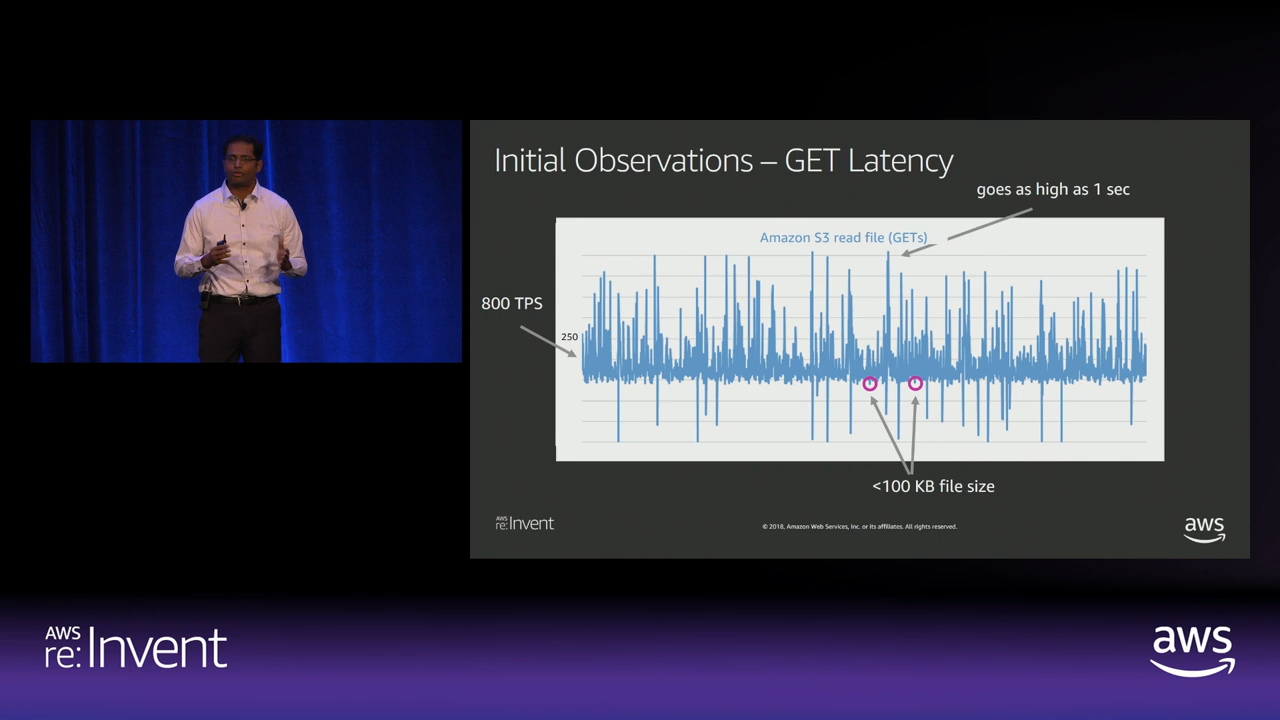 Initial Observations – GET Latency
goes as high as 1 sec
Amazon S3 read file (GETs)
800 TPS
250
<100 KB file size
AWS
re:Invent
© 2018, Amazon Web Services, Inc. or its affiliates. All rights reserved.
aws
AWS
re:Invent
aws